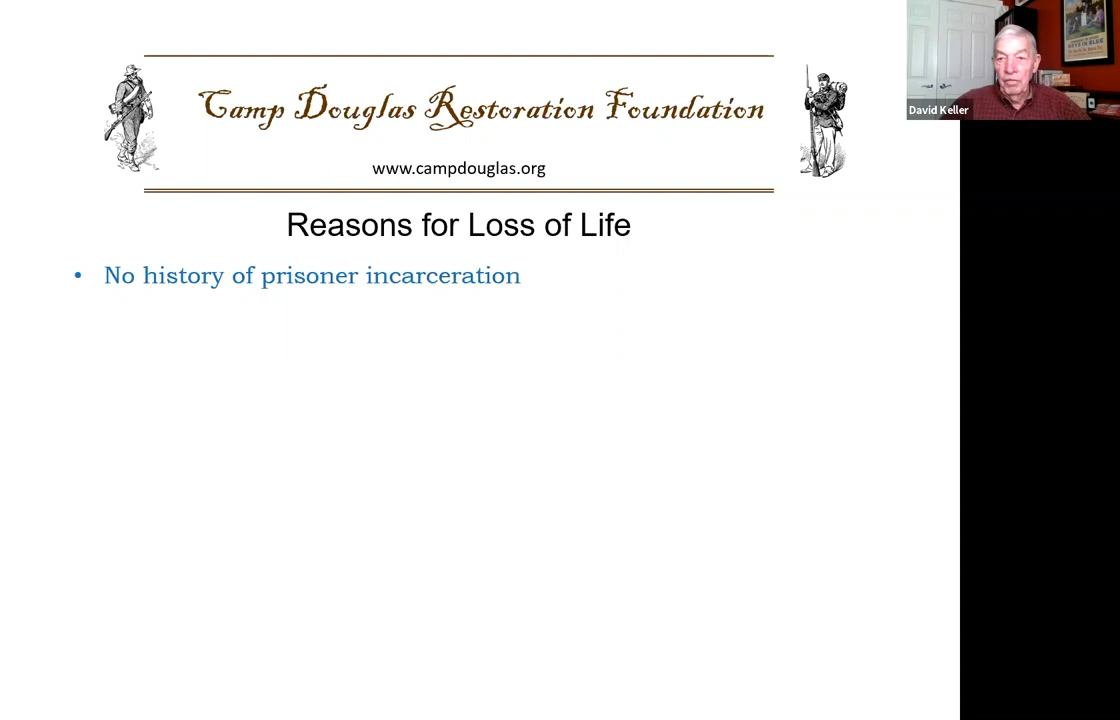 Camp Douglas Restoration Foundation
www.campdouglas.org
Reasons for Loss of Life
• No history of prisoner incarceration
David Keller